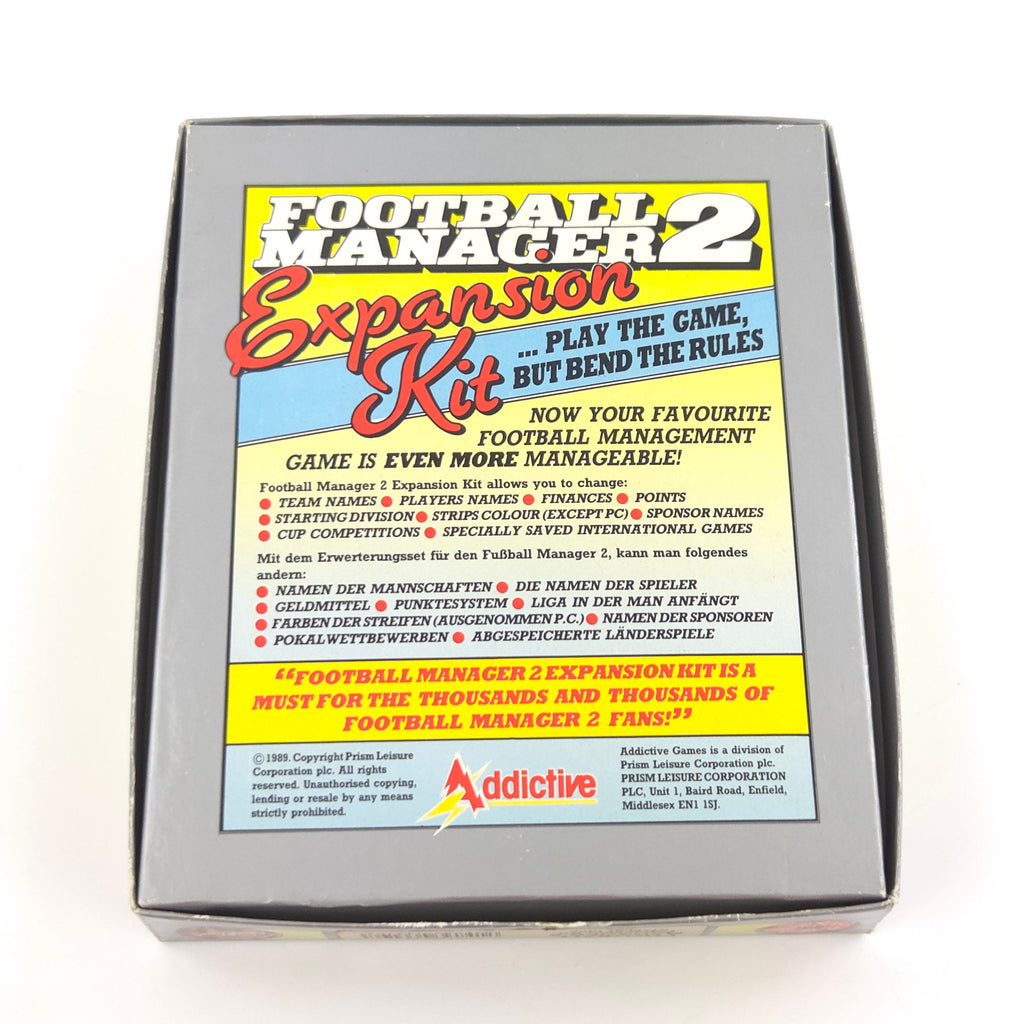 FOOTBALL
MANAGER 2
Expansion
Kit
... PLAY THE GAME,
BUT BEND THE RULES
NOW YOUR FAVOURITE
FOOTBALL MANAGEMENT
GAME IS EVEN MORE MANAGEABLE!
Football Manager 2 Expansion Kit allows you to change:
● TEAM NAMES ● PLAYERS NAMES ● FINANCES ● POINTS
● STARTING DIVISION ● STRIPS COLOUR (EXCEPT PC) ● SPONSOR NAMES
● CUP COMPETITIONS ● SPECIALLY SAVED INTERNATIONAL GAMES
Mit dem Erwerterungsset für den Fußball Manager 2, kann man folgendes
andern:
● NAMEN DER MANNSCHAFTEN ● DIE NAMEN DER SPIELER
● GELDMITTEL ● PUNKTESYSTEM ● LIGA IN DER MAN ANFÄNGT
● FARBEN DER STREIFEN (AUSGENOMMEN P.C.) ● NAMEN DER SPONSOREN
● POKALWETTBEWERBEN ● ABGESPEICHERTE LÄNDERSPIELE
“FOOTBALL MANAGER 2 EXPANSION KIT IS A
MUST FOR THE THOUSANDS AND THOUSANDS OF
FOOTBALL MANAGER 2 FANS!”
© 1989. Copyright Prism Leisure
Corporation plc. All rights
reserved. Unauthorised copying,
lending or resale by any means
strictly prohibited.
Addictive
Addictive Games is a division of
Prism Leisure Corporation plc.
PRISM LEISURE CORPORATION
PLC, Unit 1, Baird Road, Enfield,
Middlesex EN1 1SJ.